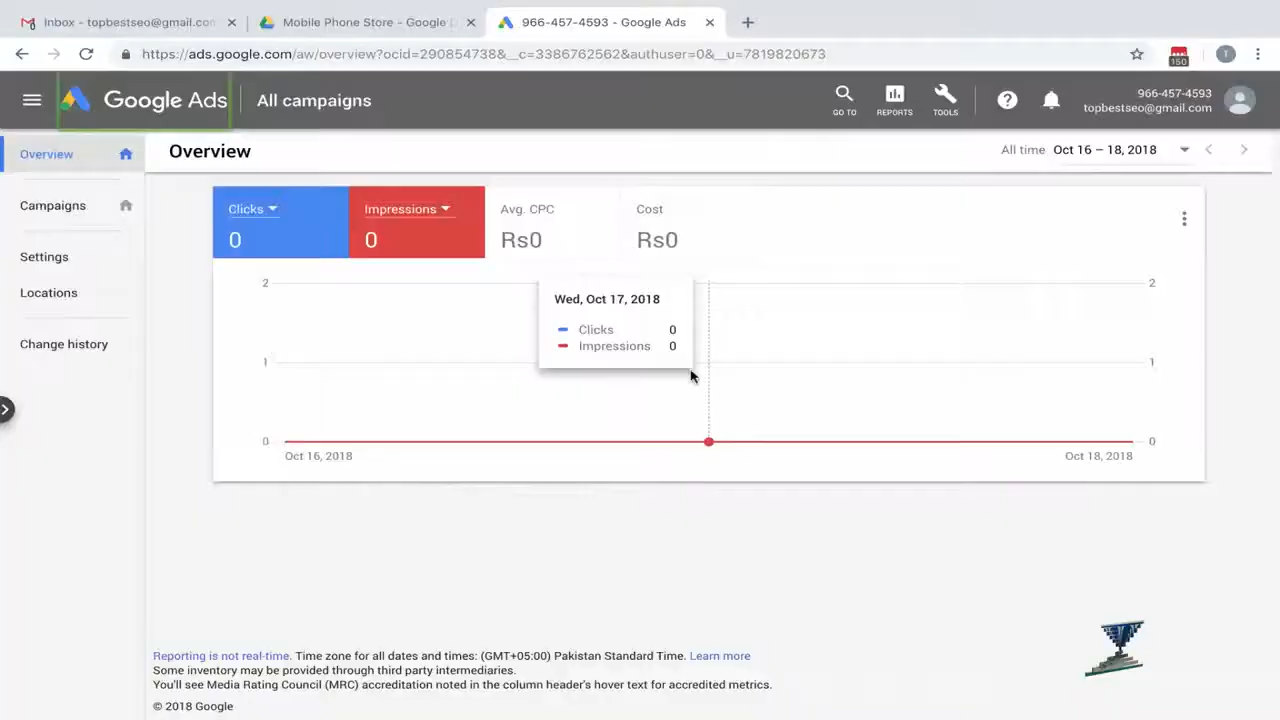 Inbox - topbestseo@gmail.co
Mobile Phone Store - Google D
966-457-4593 - Google Ads
https://ads.google.com/aw/overview?ocid=290854738&__c=3386762562&authuser=0&__u=7819820673
150
T
Google Ads
All campaigns
GO TO
REPORTS
TOOLS
966-457-4593
topbestseo@gmail.com
Overview
Campaigns
Settings
Locations
Change history
Overview
All time Oct 16 – 18, 2018
Clicks
0
Impressions
0
Avg. CPC
Rs0
Cost
Rs0
2
2
Wed, Oct 17, 2018
Clicks 0
Impressions 0
1
1
0
0
Oct 16, 2018
Oct 18, 2018
Reporting is not real-time. Time zone for all dates and times: (GMT+05:00) Pakistan Standard Time. Learn more
Some inventory may be provided through third party intermediaries.
You'll see Media Rating Council (MRC) accreditation noted in the column header's hover text for accredited metrics.
© 2018 Google